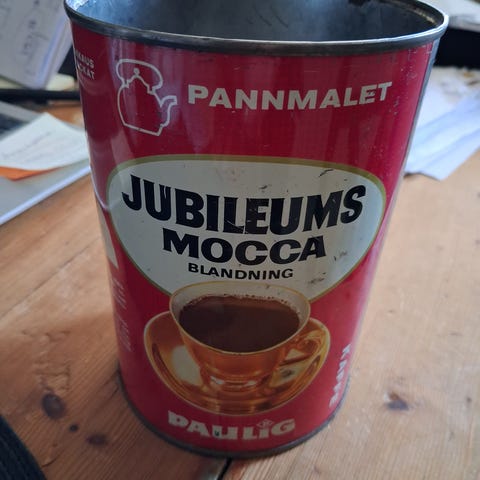 PANNMALET
JUBILEUMS
MOCCA
BLANDNING
PAULIG